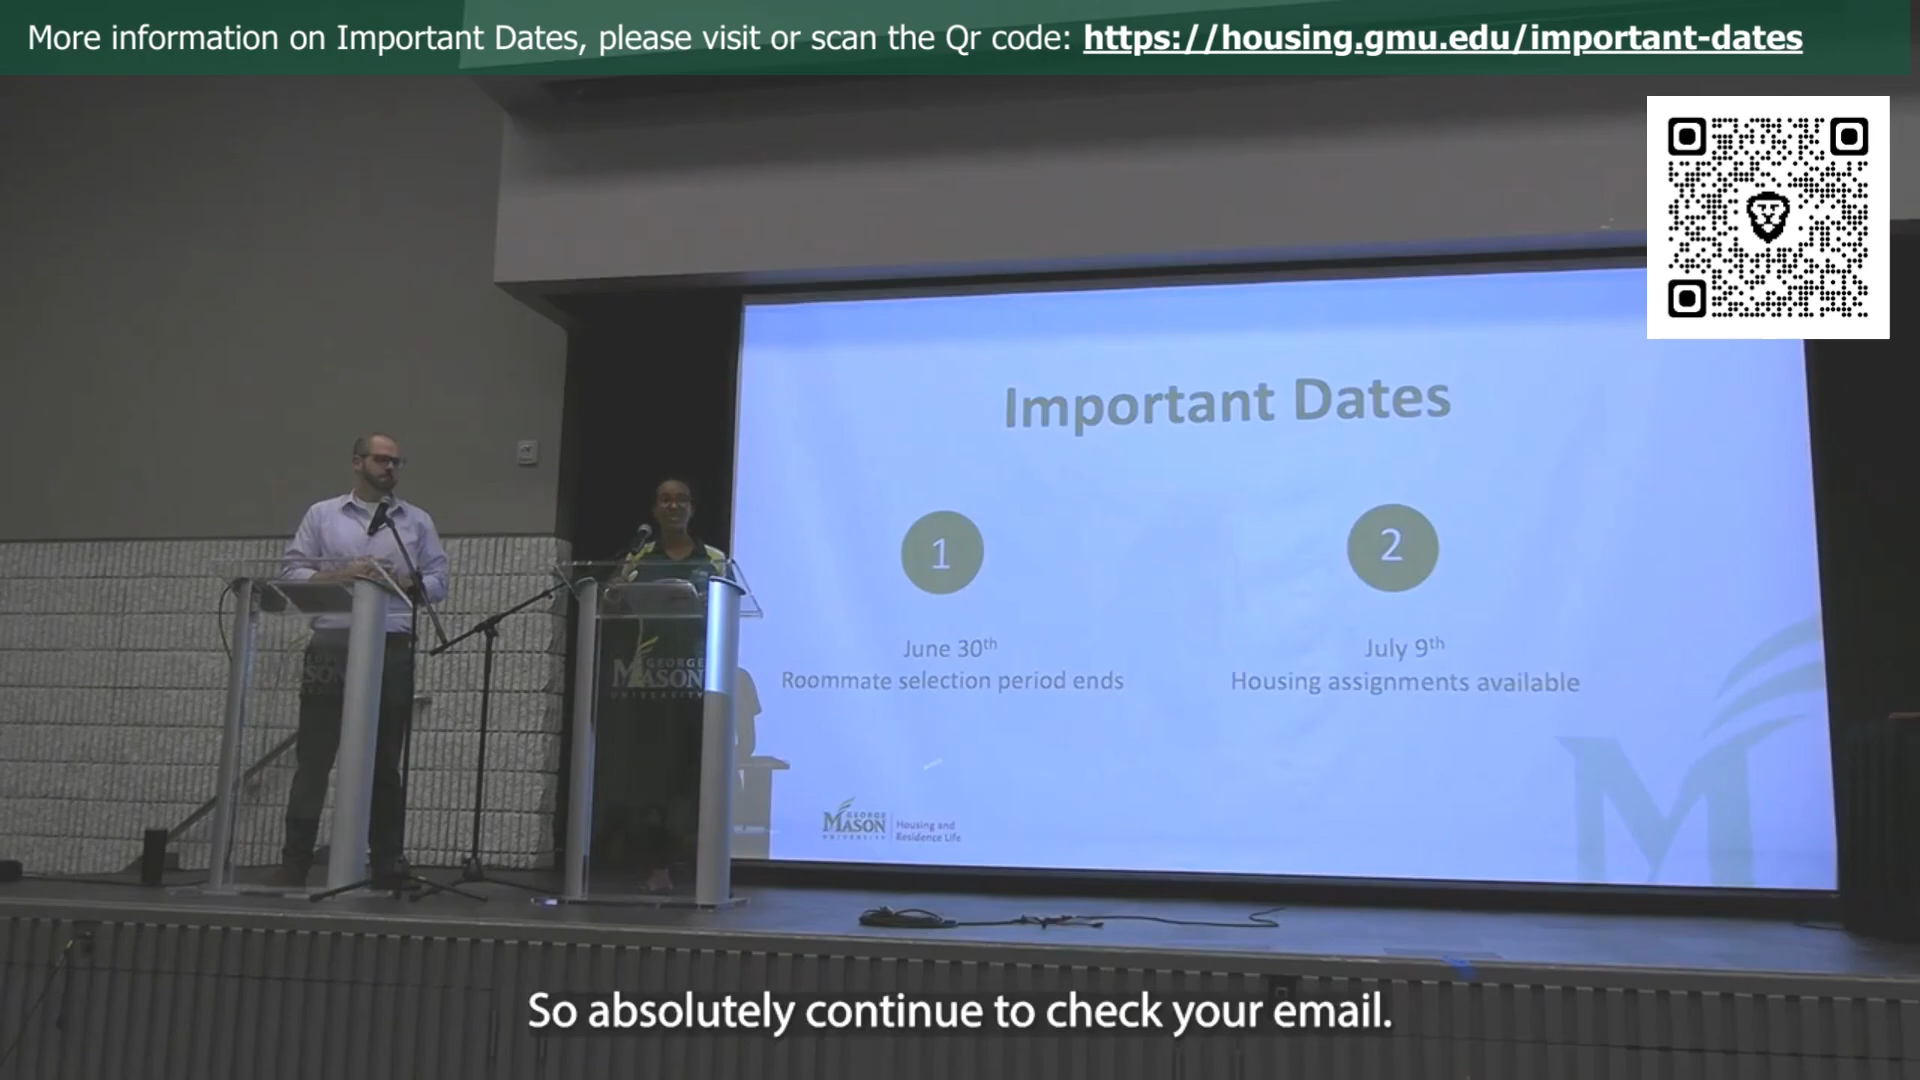 More information on Important Dates, please visit or scan the Qr code: https://housing.gmu.edu/important-dates
Important Dates
1
2
June 30th
Roommate selection period ends
July 9th
Housing assignments available
GEORGE
MASON
UNIVERSITY
GEORGE
MASON
UNIVERSITY
Housing and
Residence Life
M
So absolutely continue to check your email.